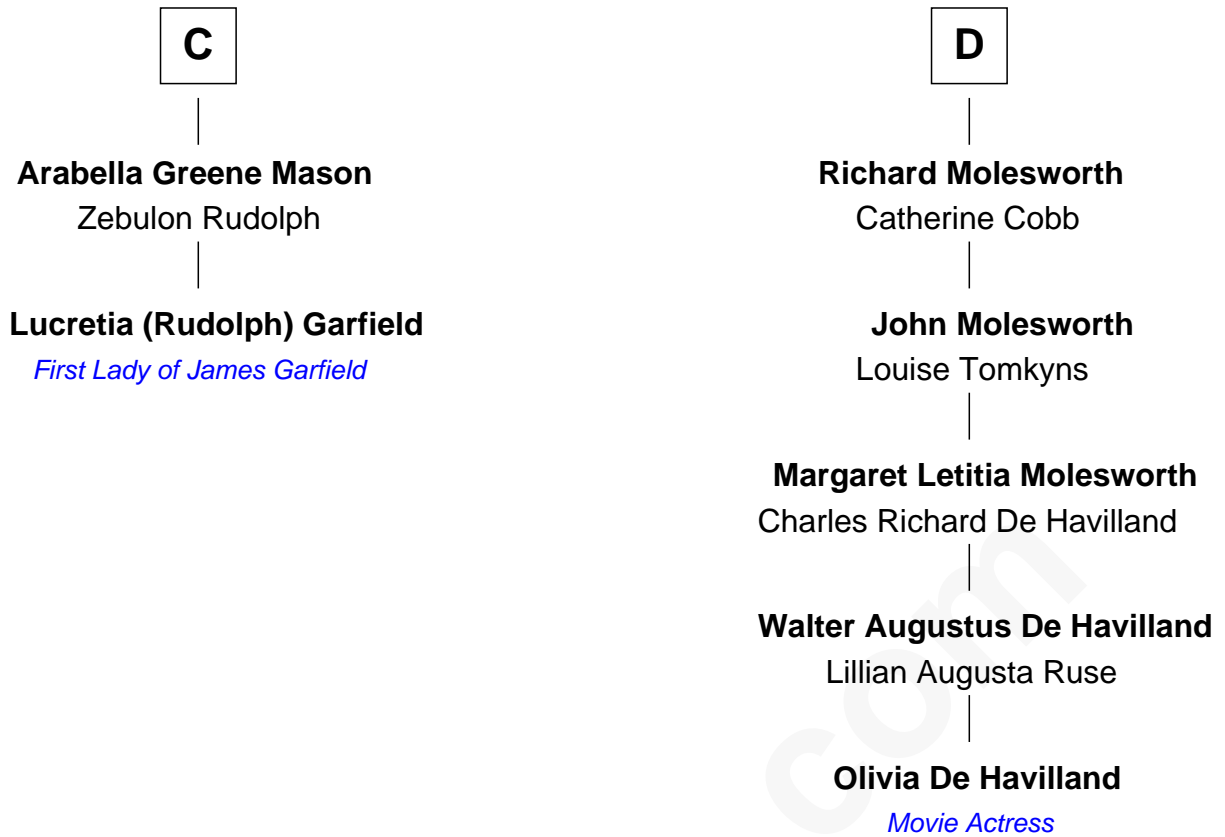 C
Arabella Greene Mason
Zebulon Rudolph
Lucretia (Rudolph) Garfield
First Lady of James Garfield
D
Richard Molesworth
Catherine Cobb
John Molesworth
Louise Tomkyns
Margaret Letitia Molesworth
Charles Richard De Havilland
Walter Augustus De Havilland
Lillian Augusta Ruse
Olivia De Havilland
Movie Actress
com